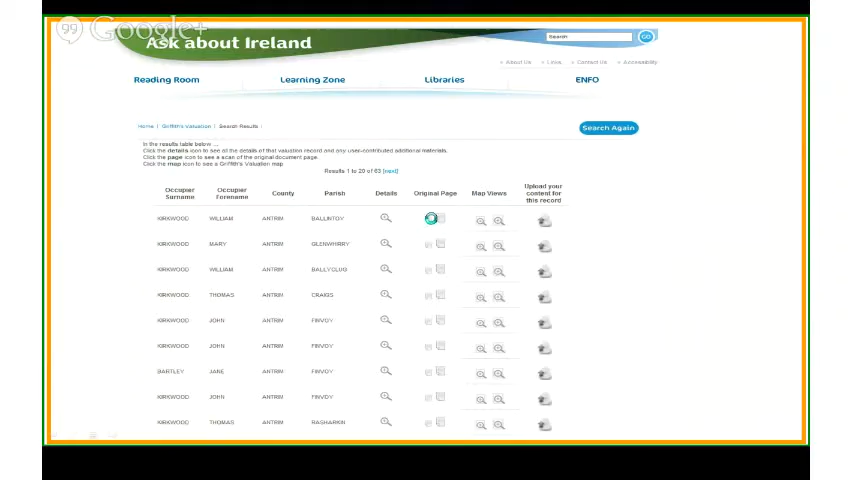 Google+
Ask about Ireland
Search
GO
About Us
Links
Contact Us
Accessibility
Reading Room
Learning Zone
Libraries
ENFO
Home | Griffith's Valuation | Search Results |
Search Again
In the results table below ...
Click the details icon to see all the details of that valuation record and any user-contributed additional materials.
Click the page icon to see a scan of the original document page.
Click the map icon to see a Griffith's Valuation map
Results 1 to 20 of 63 [next]
Occupier Surname Occupier Forename County Parish Details Original Page Map Views Upload your content for this record
KIRKWOOD WILLIAM ANTRIM BALLINTOY
KIRKWOOD MARY ANTRIM GLENWHIRRY
KIRKWOOD WILLIAM ANTRIM BALLYCLUG
KIRKWOOD THOMAS ANTRIM CRAIGS
KIRKWOOD JOHN ANTRIM FINVOY
KIRKWOOD JOHN ANTRIM FINVOY
BARTLEY JANE ANTRIM FINVOY
KIRKWOOD JOHN ANTRIM FINVOY
KIRKWOOD THOMAS ANTRIM RASHARKIN